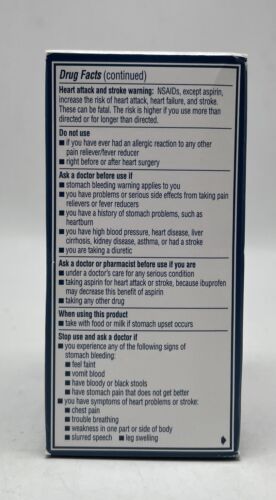 Drug Facts (continued)
Heart attack and stroke warning: NSAIDs, except aspirin,
increase the risk of heart attack, heart failure, and stroke.
These can be fatal. The risk is higher if you use more than
directed or for longer than directed.
Do not use
■ if you have ever had an allergic reaction to any other
pain reliever/fever reducer
■ right before or after heart surgery
Ask a doctor before use if
■ stomach bleeding warning applies to you
■ you have problems or serious side effects from taking pain
relievers or fever reducers
■ you have a history of stomach problems, such as
heartburn
■ you have high blood pressure, heart disease, liver
cirrhosis, kidney disease, asthma, or had a stroke
■ you are taking a diuretic
Ask a doctor or pharmacist before use if you are
■ under a doctor's care for any serious condition
■ taking aspirin for heart attack or stroke, because ibuprofen
may decrease this benefit of aspirin
■ taking any other drug
When using this product
■ take with food or milk if stomach upset occurs
Stop use and ask a doctor if
■ you experience any of the following signs of
stomach bleeding:
■ feel faint
■ vomit blood
■ have bloody or black stools
■ have stomach pain that does not get better
■ you have symptoms of heart problems or stroke:
■ chest pain
■ trouble breathing
■ weakness in one part or side of body
■ slurred speech ■ leg swelling